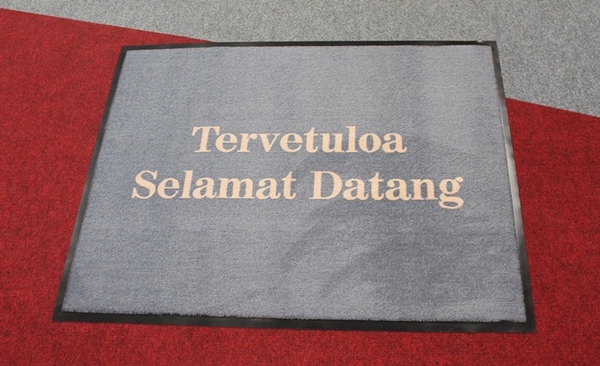 Tervetuloa
Selamat Datang